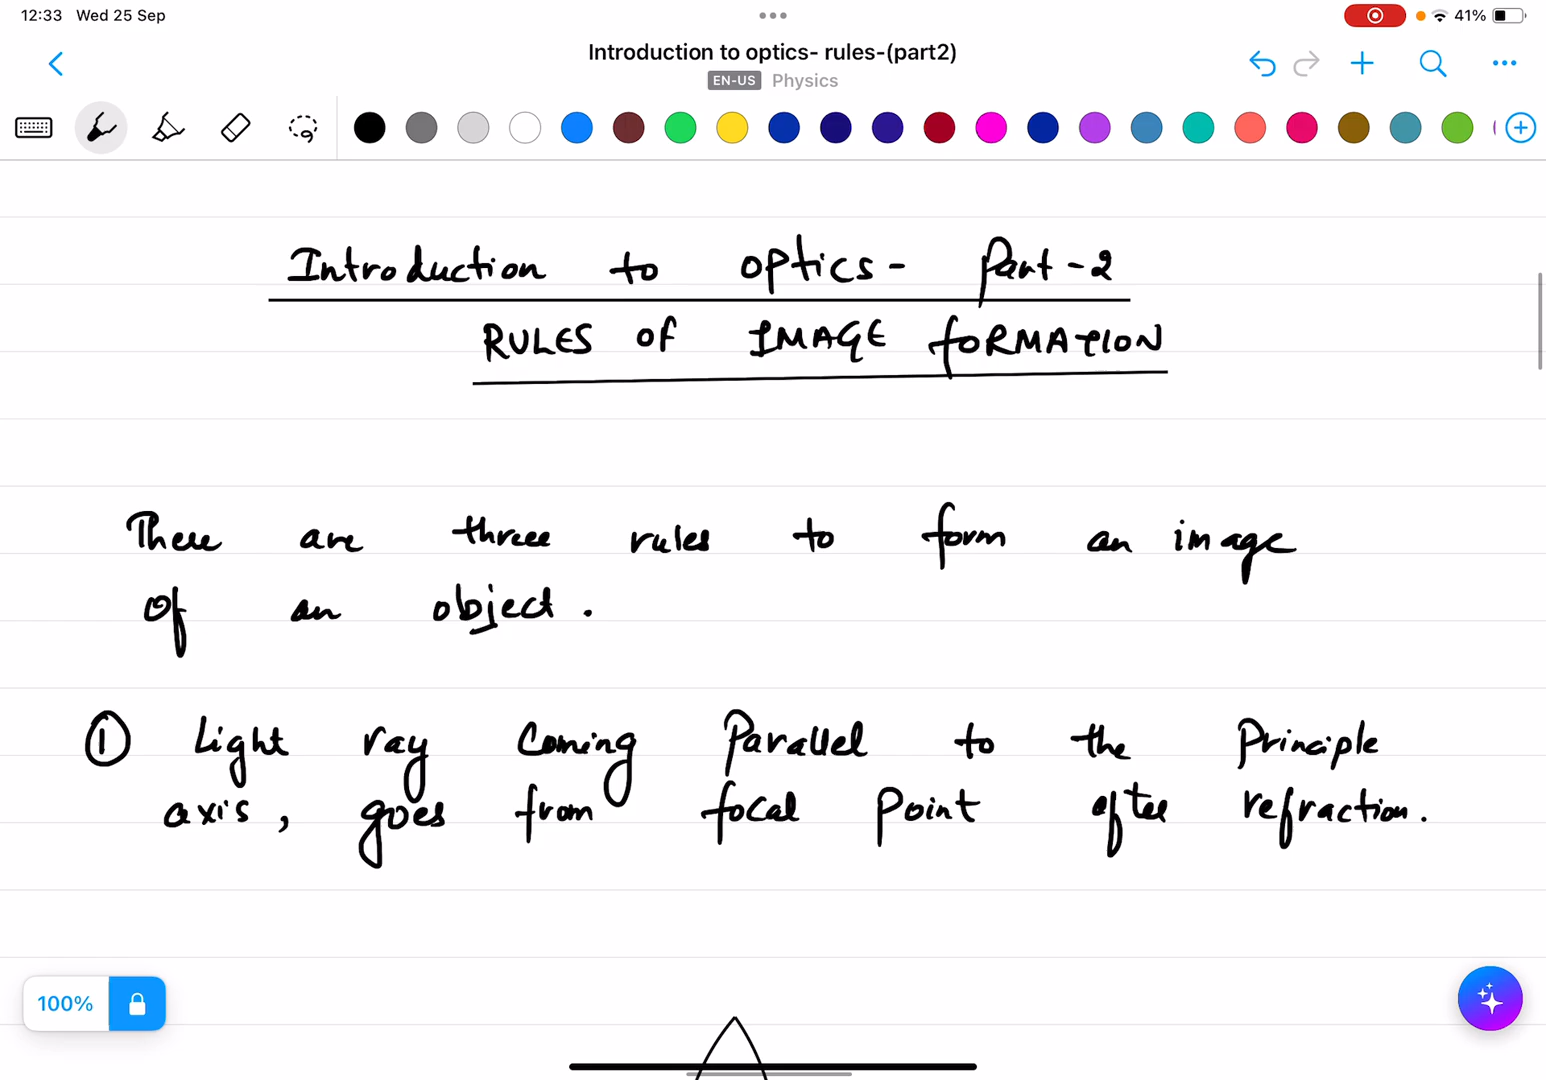 12:33 Wed 25 Sep
41%
Introduction to optics- rules-(part2)
EN-US Physics
Introduction to optics - Part - 2
RULES OF IMAGE FORMATION
There are three rules to form an image
of an object.
① Light ray coming Parallel to the Principle
axis, goes from focal Point after refraction.
100%